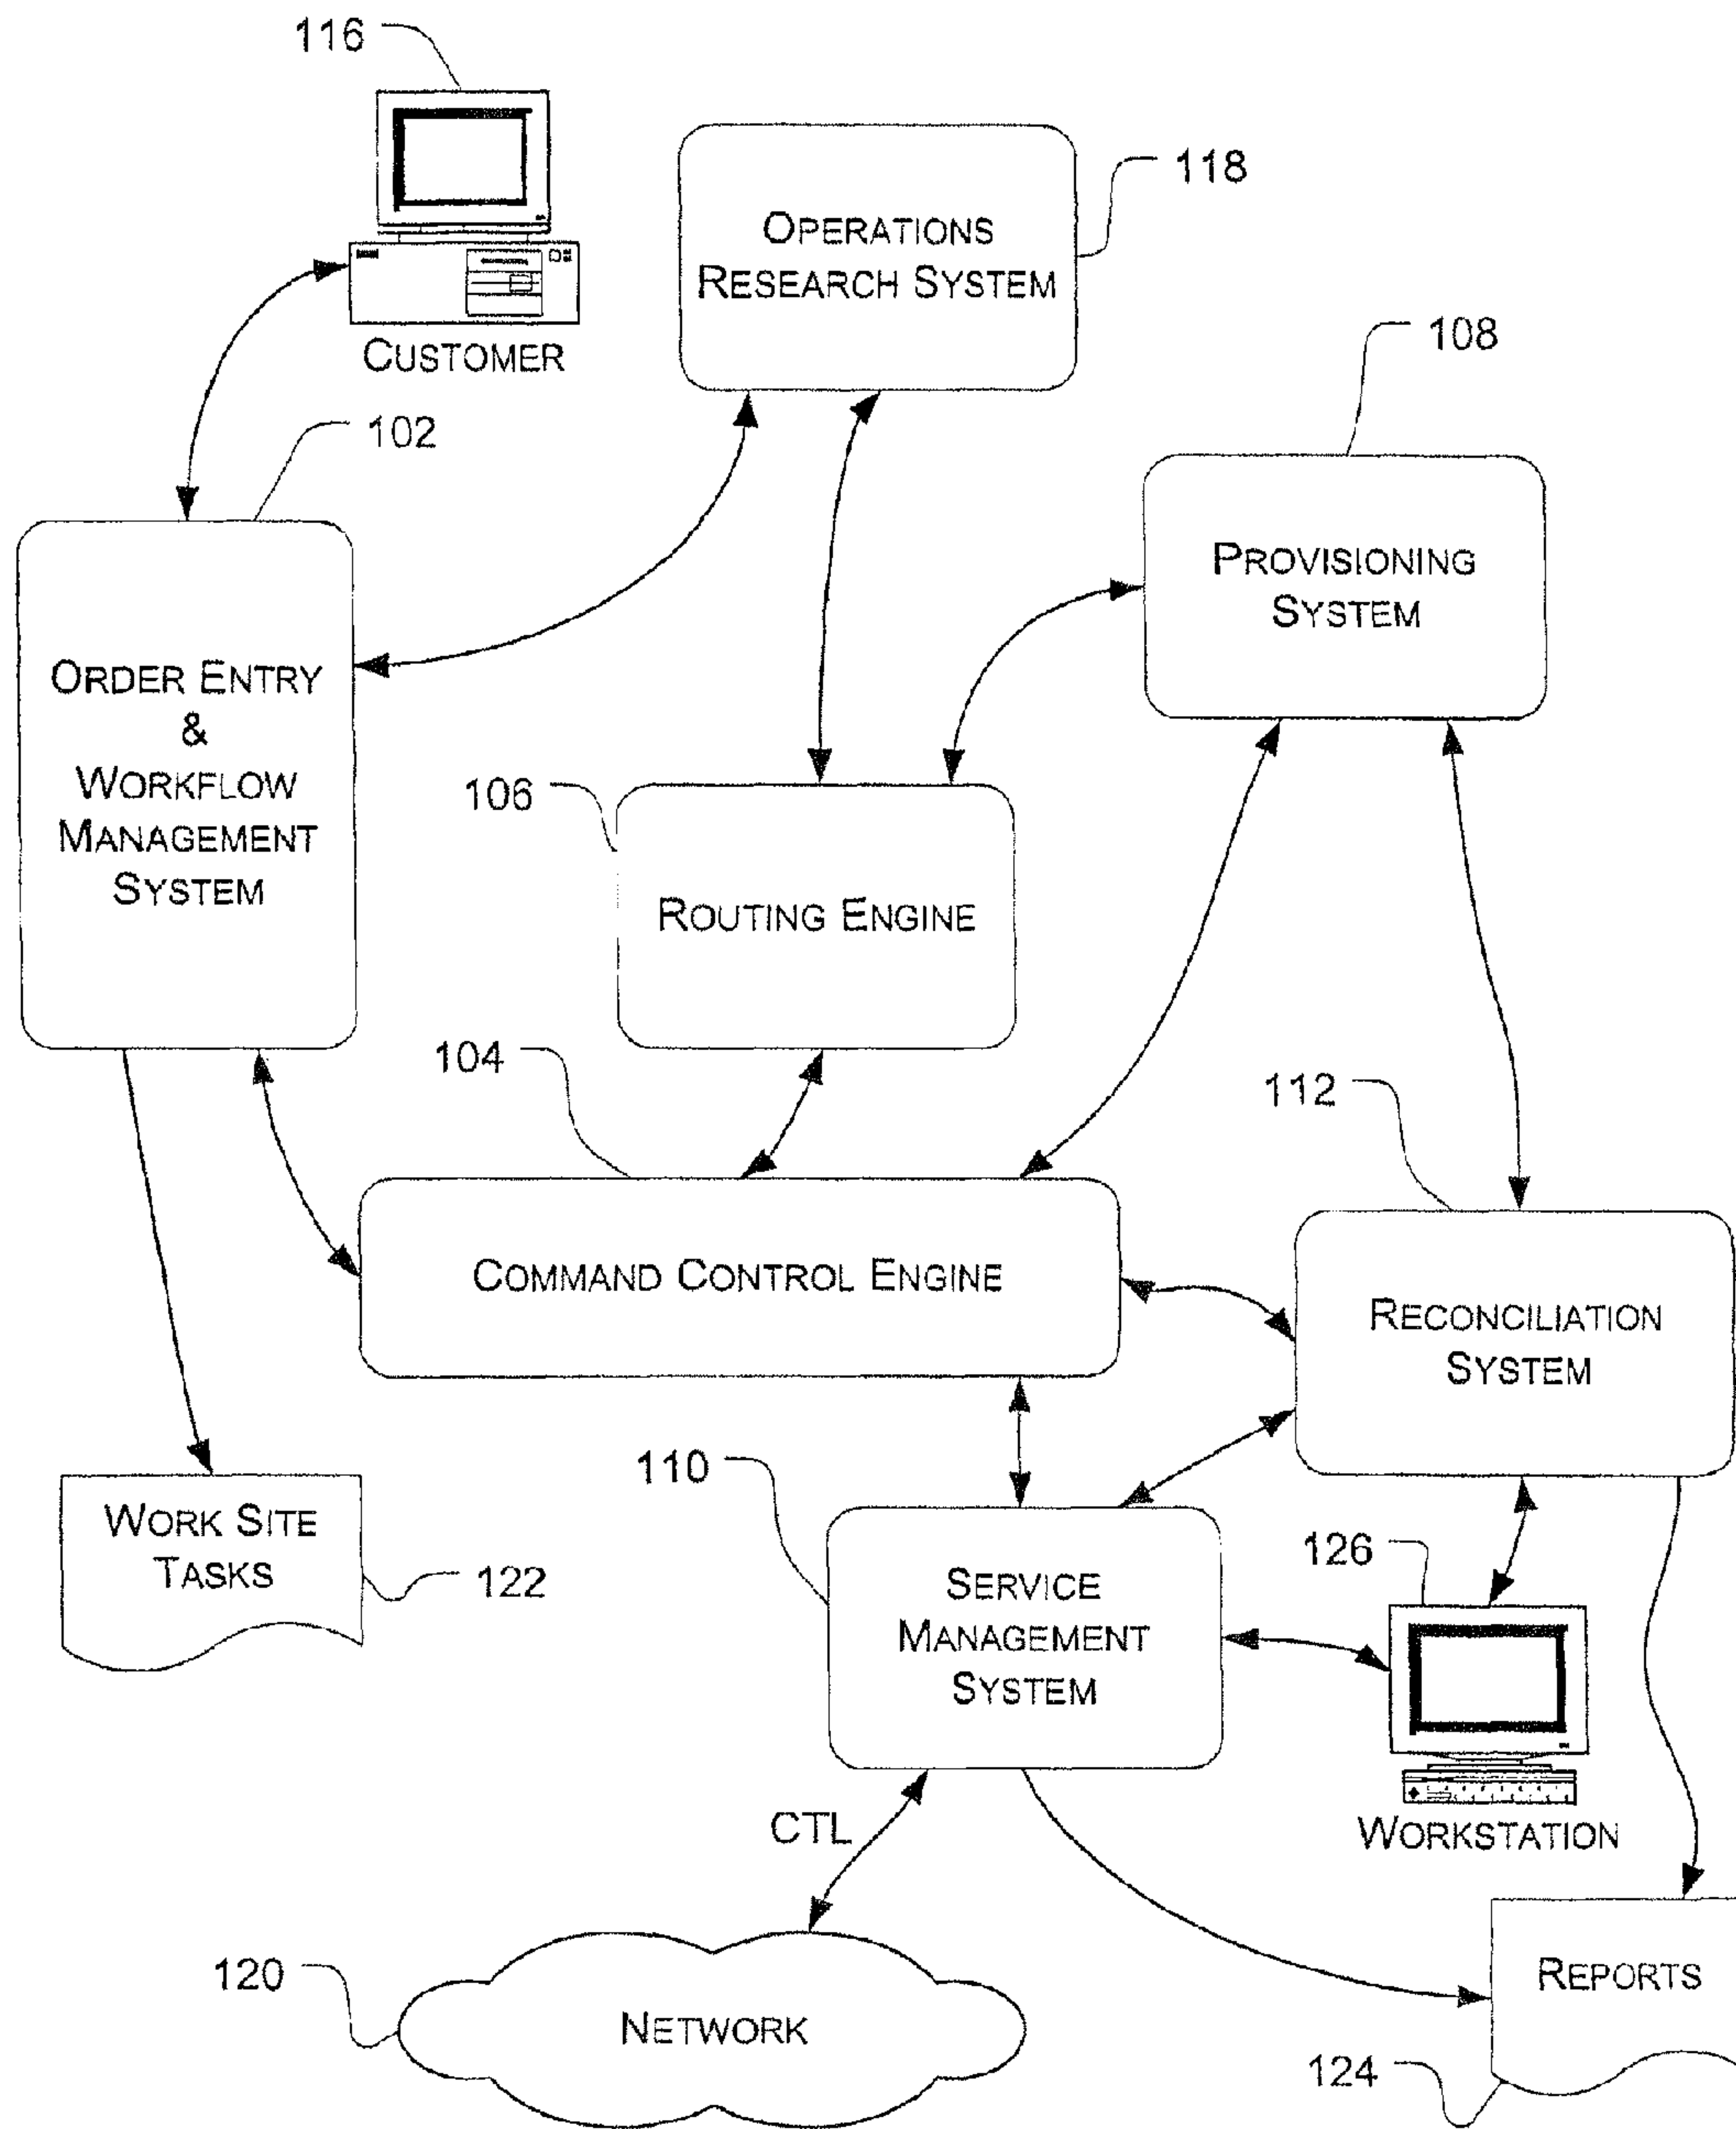 116
CUSTOMER
118
OPERATIONS
RESEARCH SYSTEM
108
PROVISIONING
SYSTEM
102
ORDER ENTRY
&
WORKFLOW
MANAGEMENT
SYSTEM
106
ROUTING ENGINE
104
COMMAND CONTROL ENGINE
112
RECONCILIATION
SYSTEM
WORK SITE
TASKS
122
110
SERVICE
MANAGEMENT
SYSTEM
126
WORKSTATION
CTL
120
NETWORK
REPORTS
124